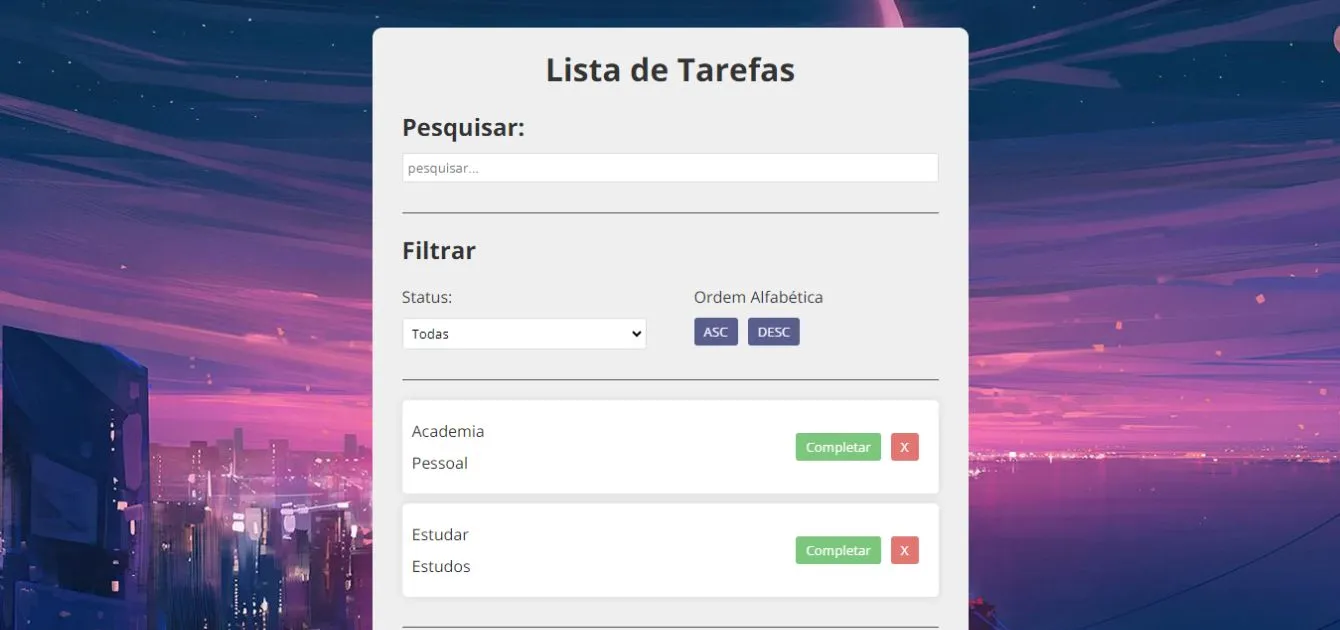 Lista de Tarefas
Pesquisar:
pesquisar...
Filtrar
Status:
Ordem Alfabética
Todas
ASC
DESC
Academia
Pessoal
Completar
X
Estudar
Estudos
Completar
X